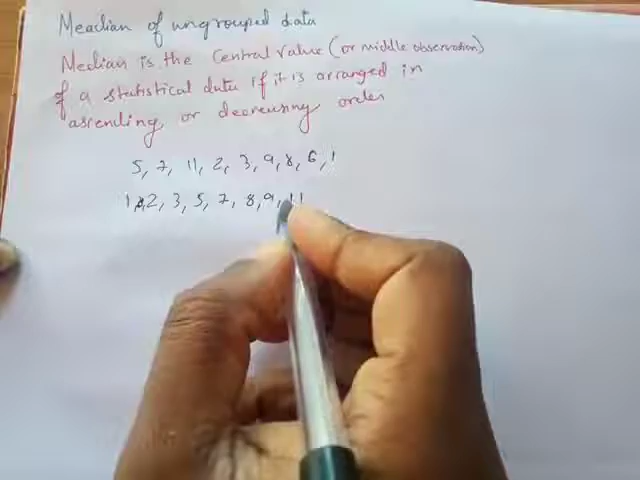 Meadian of ungrouped data
Median is the central value (or middle observation)
of a statistical data if it is arranged in
ascending or decreasing order
5, 7, 11, 2, 3, 9, 8, 6, 1
1, 2, 3, 5, 7, 8, 9, 11